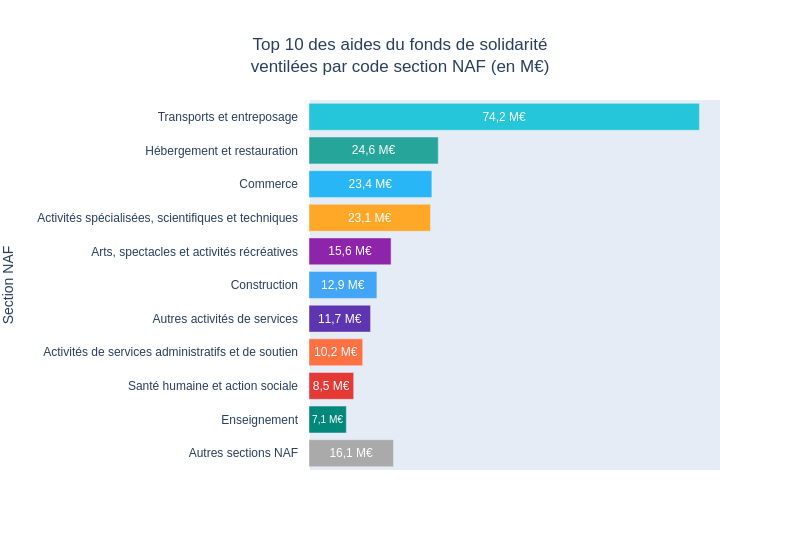 Top 10 des aides du fonds de solidarité
ventilées par code section NAF (en M€)
Section NAF
Transports et entreposage 74,2 M€
Hébergement et restauration 24,6 M€
Commerce 23,4 M€
Activités spécialisées, scientifiques et techniques 23,1 M€
Arts, spectacles et activités récréatives 15,6 M€
Construction 12,9 M€
Autres activités de services 11,7 M€
Activités de services administratifs et de soutien 10,2 M€
Santé humaine et action sociale 8,5 M€
Enseignement 7,1 M€
Autres sections NAF 16,1 M€